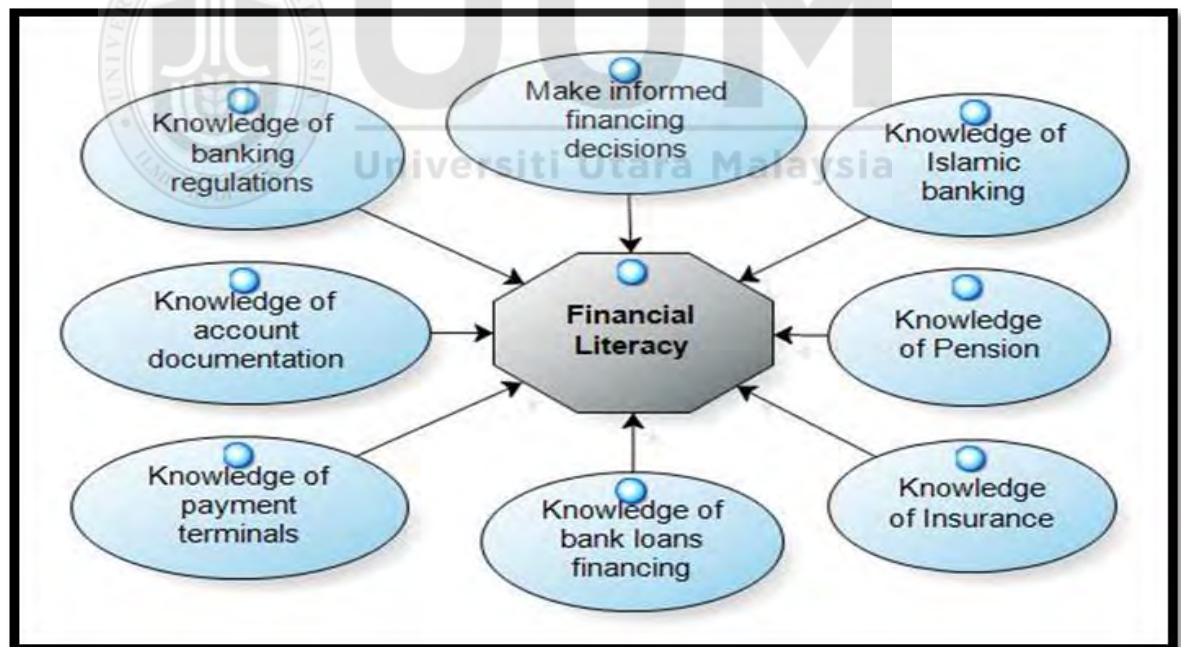 UUM
Universiti Utara Malaysia
Make informed
financing
decisions
Knowledge of
banking
regulations
Knowledge of
Islamic
banking
Knowledge of
account
documentation
Financial
Literacy
Knowledge
of Pension
Knowledge of
payment
terminals
Knowledge of
bank loans
financing
Knowledge
of Insurance